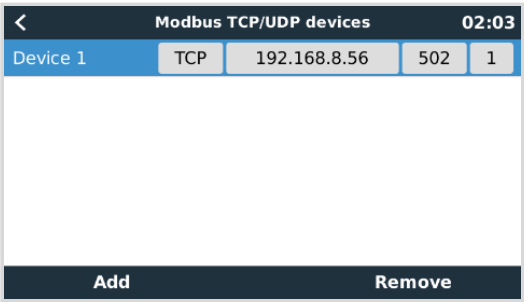 Modbus TCP/UDP devices 02:03
Device 1 TCP 192.168.8.56 502 1
Add Remove